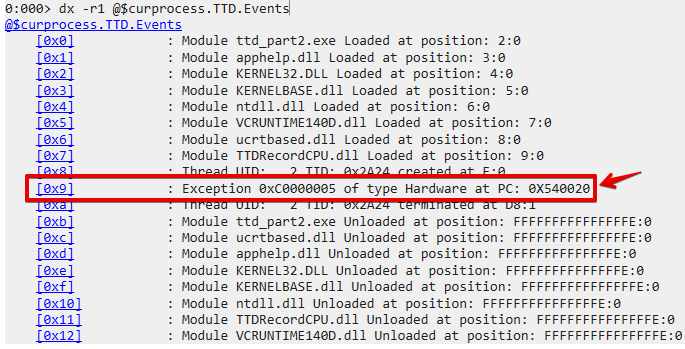 0:000> dx -r1 @$curprocess.TTD.Events
@$curprocess.TTD.Events
[0x0] : Module ttd_part2.exe Loaded at position: 2:0
[0x1] : Module apphelp.dll Loaded at position: 3:0
[0x2] : Module KERNEL32.DLL Loaded at position: 4:0
[0x3] : Module KERNELBASE.dll Loaded at position: 5:0
[0x4] : Module ntdll.dll Loaded at position: 6:0
[0x5] : Module VCRUNTIME140D.dll Loaded at position: 7:0
[0x6] : Module ucrtbased.dll Loaded at position: 8:0
[0x7] : Module TTDRecordCPU.dll Loaded at position: 9:0
[0x8] : Thread UID: 2 TID: 0x2A24 created at E:0
[0x9] : Exception 0xC0000005 of type Hardware at PC: 0X540020
[0xa] : Thread UID: 2 TID: 0x2A24 terminated at D8:1
[0xb] : Module ttd_part2.exe Unloaded at position: FFFFFFFFFFFFFFFE:0
[0xc] : Module ucrtbased.dll Unloaded at position: FFFFFFFFFFFFFFFE:0
[0xd] : Module apphelp.dll Unloaded at position: FFFFFFFFFFFFFFFE:0
[0xe] : Module KERNEL32.DLL Unloaded at position: FFFFFFFFFFFFFFFE:0
[0xf] : Module KERNELBASE.dll Unloaded at position: FFFFFFFFFFFFFFFE:0
[0x10] : Module ntdll.dll Unloaded at position: FFFFFFFFFFFFFFFE:0
[0x11] : Module TTDRecordCPU.dll Unloaded at position: FFFFFFFFFFFFFFFE:0
[0x12] : Module VCRUNTIME140D.dll Unloaded at position: FFFFFFFFFFFFFFFE:0